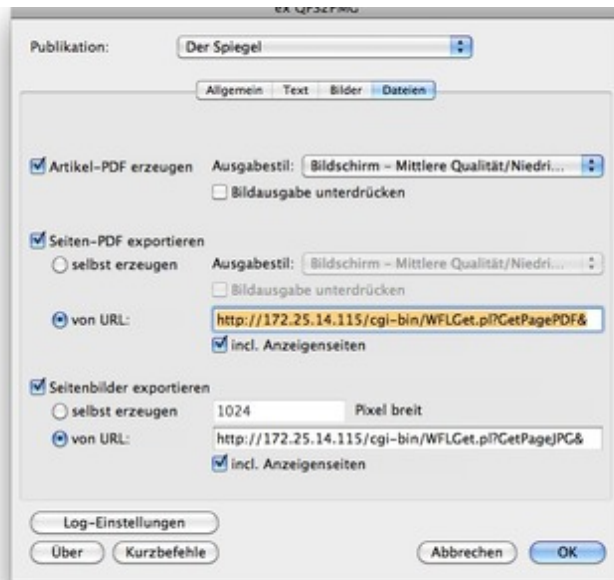 ex QPS2PMG
Publikation: Der Spiegel
Allgemein Text Bilder Dateien
Artikel-PDF erzeugen Ausgabestil: Bildschirm – Mittlere Qualität/Niedri...
Bildausgabe unterdrücken
Seiten-PDF exportieren
selbst erzeugen Ausgabestil: Bildschirm – Mittlere Qualität/Niedri...
Bildausgabe unterdrücken
von URL: http://172.25.14.115/cgi-bin/WFLGet.pl?GetPagePDF&
incl. Anzeigenseiten
Seitenbilder exportieren
selbst erzeugen 1024 Pixel breit
von URL: http://172.25.14.115/cgi-bin/WFLGet.pl?GetPageJPG&
incl. Anzeigenseiten
Log-Einstellungen
Über Kurzbefehle Abbrechen OK